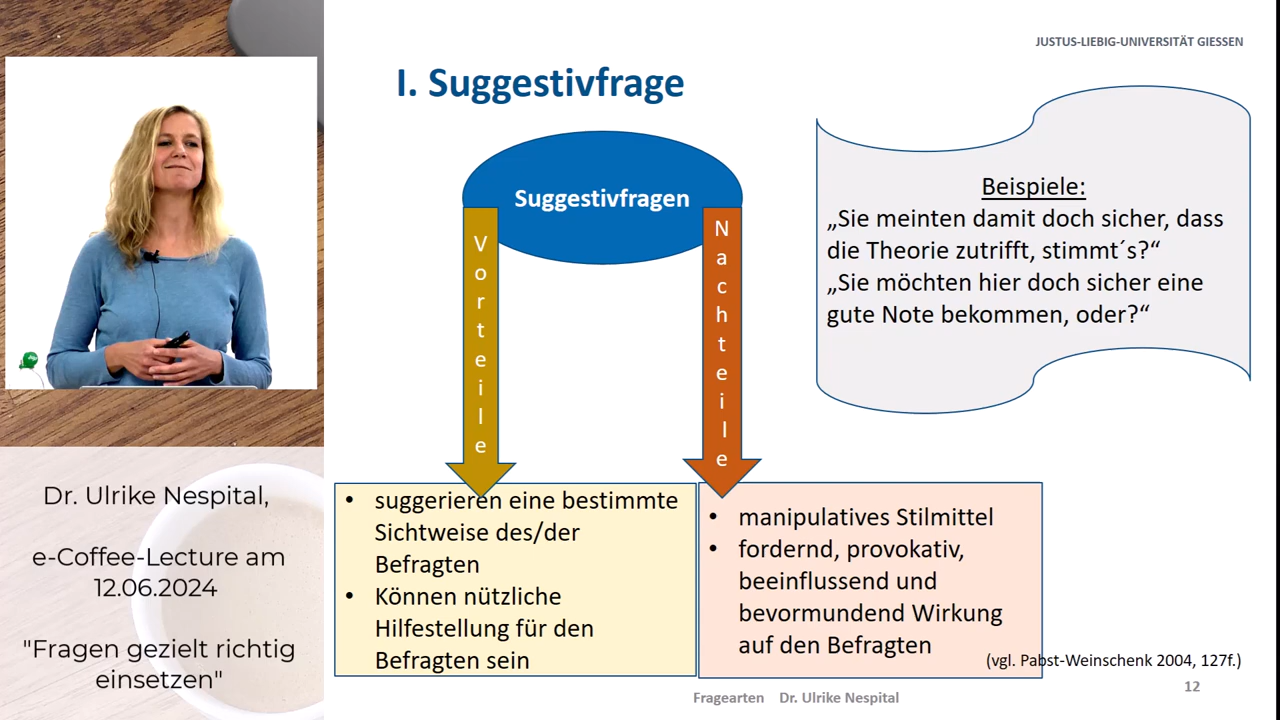 JUSTUS-LIEBIG-UNIVERSITÄT GIESSEN
I. Suggestivfrage
Suggestivfragen
Vorteile
Nachteile
Beispiele:
„Sie meinten damit doch sicher, dass
die Theorie zutrifft, stimmt´s?“
„Sie möchten hier doch sicher eine
gute Note bekommen, oder?“
• suggerieren eine bestimmte
Sichtweise des/der
Befragten
• Können nützliche
Hilfestellung für den
Befragten sein
• manipulatives Stilmittel
• fordernd, provokativ,
beeinflussend und
bevormundend Wirkung
auf den Befragten
(vgl. Pabst-Weinschenk 2004, 127f.)
Fragearten Dr. Ulrike Nespital
12
Dr. Ulrike Nespital,
e-Coffee-Lecture am
12.06.2024
"Fragen gezielt richtig
einsetzen"